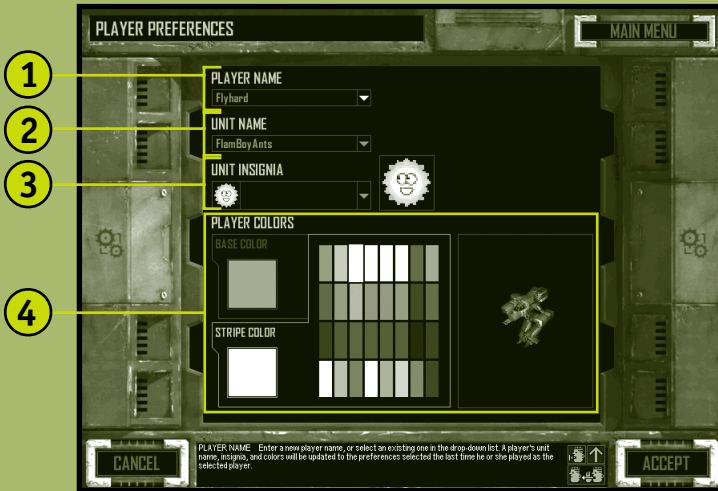 PLAYER PREFERENCES
MAIN MENU
1
PLAYER NAME
Flyhard
2
UNIT NAME
FlamBoyAnts
3
UNIT INSIGNIA
PLAYER COLORS
BASE COLOR
4
STRIPE COLOR
CANCEL
PLAYER NAME Enter a new player name, or select an existing one in the drop-down list. A player's unit
name, insignia, and colors will be updated to the preferences selected the last time he or she played as the
selected player.
ACCEPT